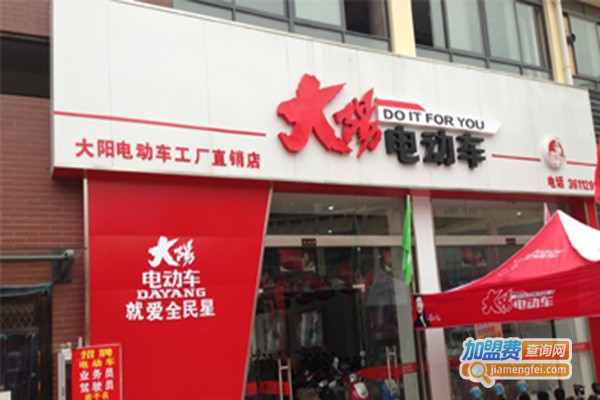 大阳
DO IT FOR YOU
电动车
大阳电动车工厂直销店
电话 361129
大阳
电动车
DAYANG
就爱全民星
大阳 电动车
招聘
电动车
业务员
驾驶员
加盟费查询网
jiamengfei.com